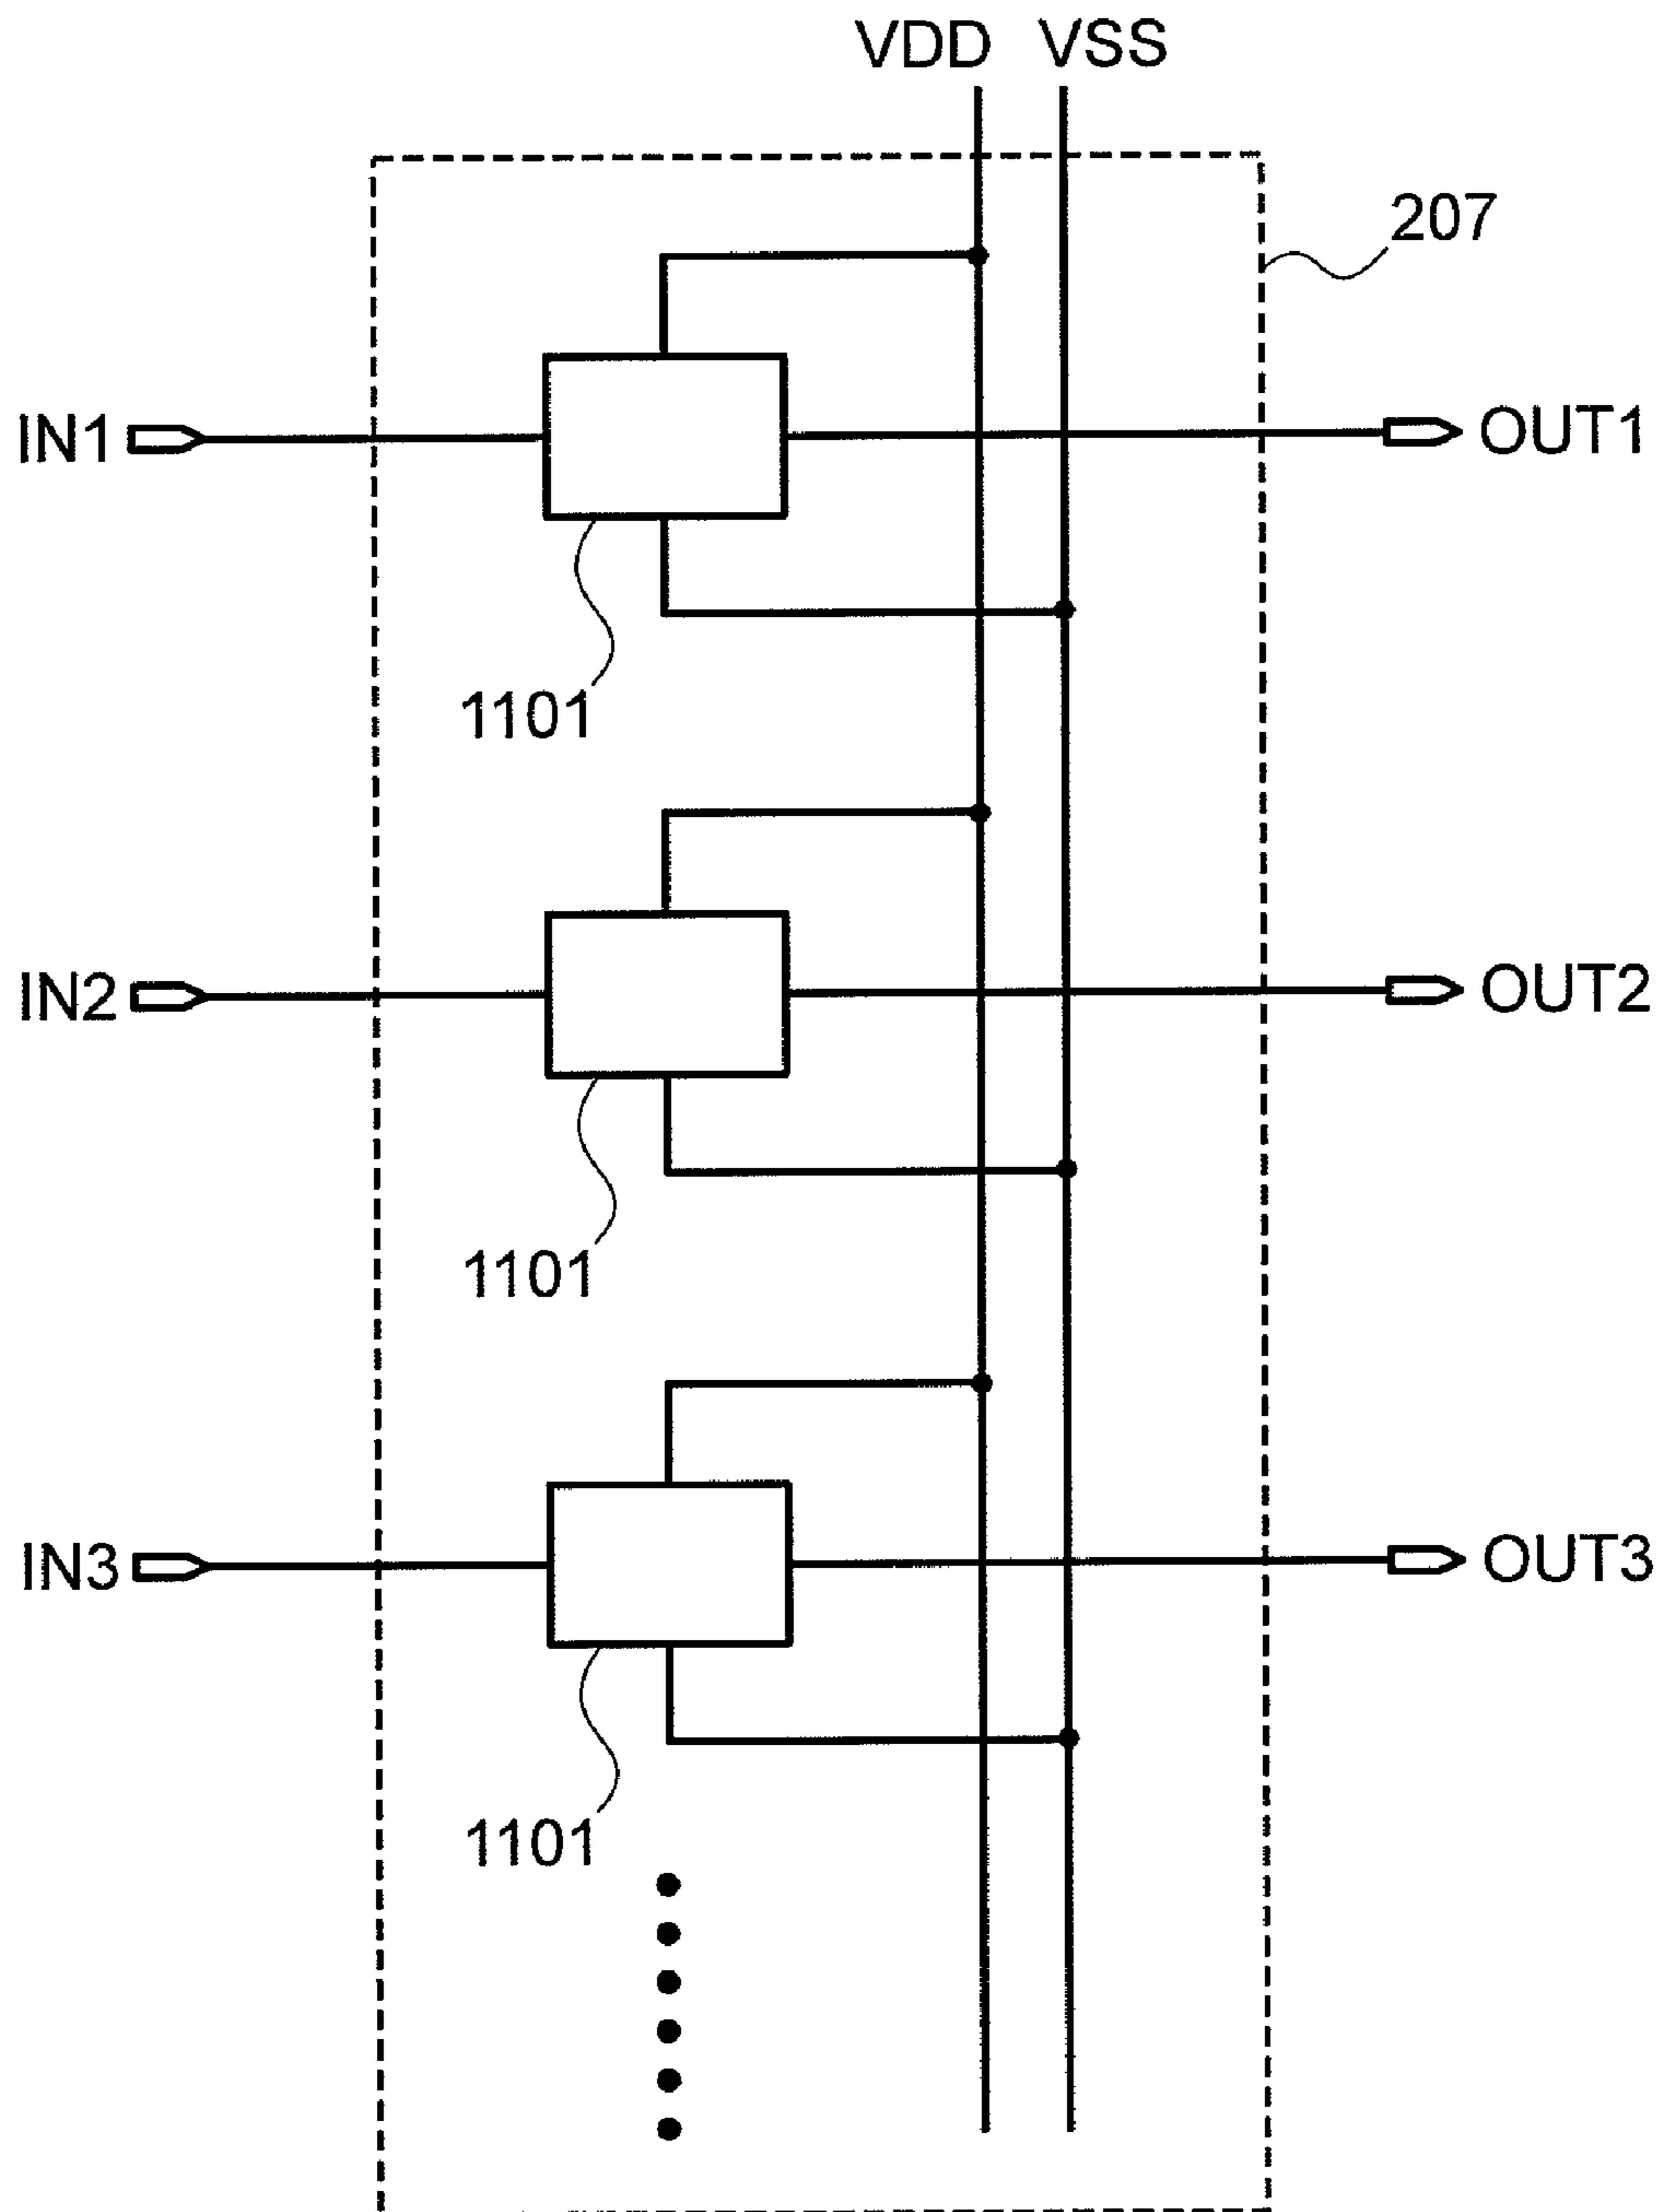 VDD VSS
207
IN1 OUT1
1101
IN2 OUT2
1101
IN3 OUT3
1101